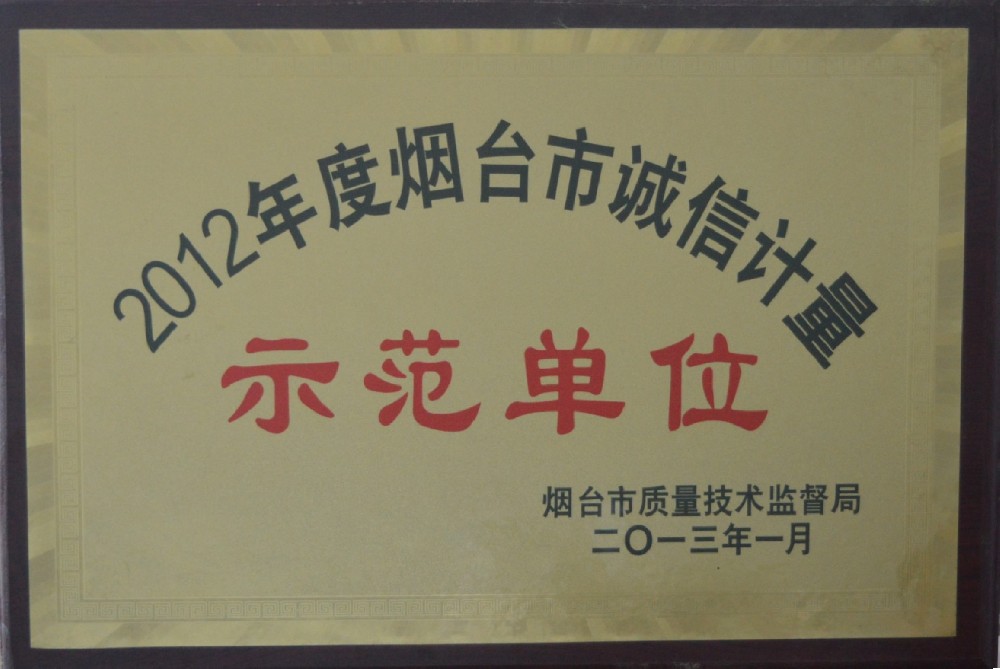 2012年度烟台市诚信计量
示范单位
烟台市质量技术监督局
二〇一三年一月